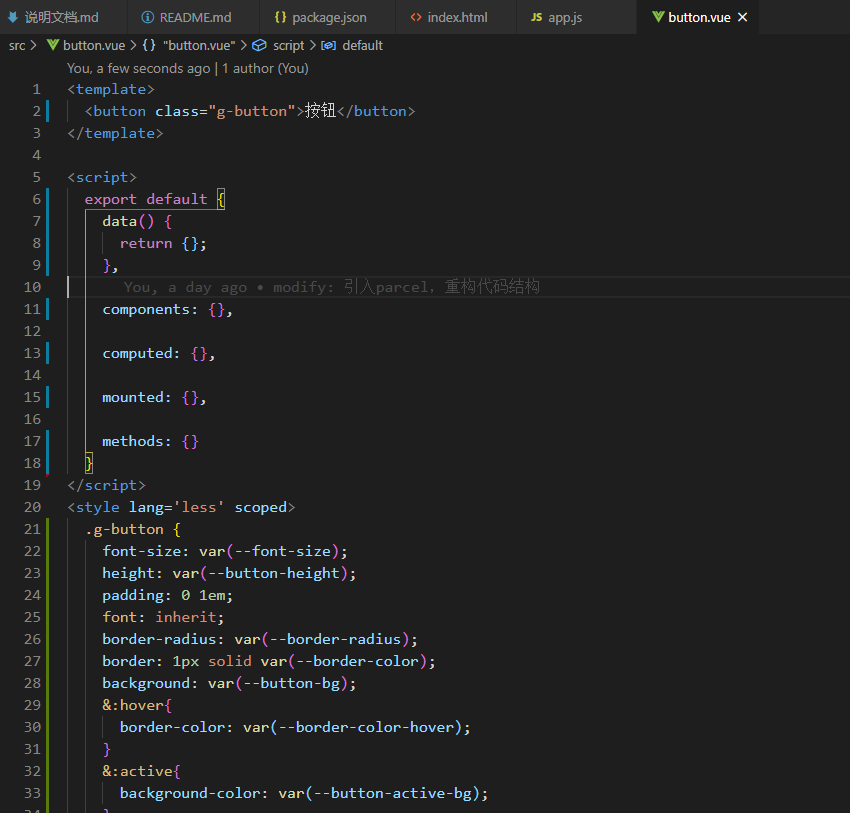 说明文档.md README.md {} package.json <> index.html JS app.js button.vue ×
src > button.vue > {} "button.vue" > script > default
You, a few seconds ago | 1 author (You)
1 <template>
2 <button class="g-button">按钮</button>
3 </template>
4
5 <script>
6 export default {
7 data() {
8 return {};
9 },
10 You, a day ago • modify: 引入parcel，重构代码结构
11 components: {},
12
13 computed: {},
14
15 mounted: {},
16
17 methods: {}
18 }
19 </script>
20 <style lang='less' scoped>
21 .g-button {
22 font-size: var(--font-size);
23 height: var(--button-height);
24 padding: 0 1em;
25 font: inherit;
26 border-radius: var(--border-radius);
27 border: 1px solid var(--border-color);
28 background: var(--button-bg);
29 &:hover{
30 border-color: var(--border-color-hover);
31 }
32 &:active{
33 background-color: var(--button-active-bg);